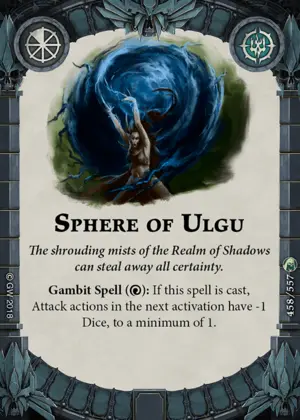 SPHERE OF ULGU
The shrouding mists of the Realm of Shadows
can steal away all certainty.
Gambit Spell (): If this spell is cast,
Attack actions in the next activation have -1
Dice, to a minimum of 1.
© GW 2018
458/557